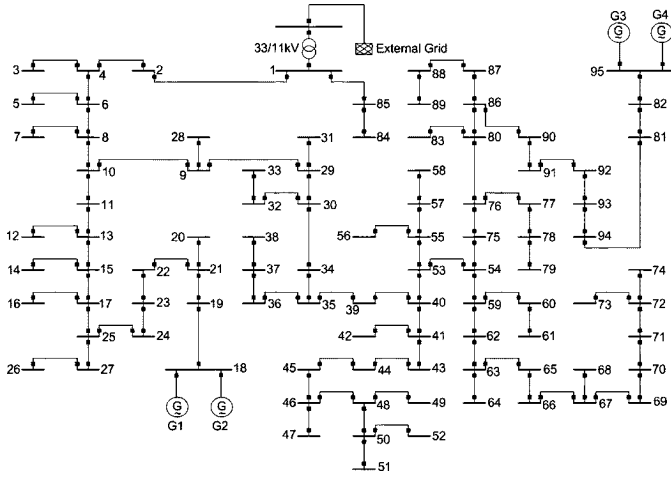 G3 G4
33/11kV External Grid
3 4 2 1 88 87 95
5 6 85 89 86 82
7 8 28 31 84 83 80 90 81
10 9 33 29 58 91 92
11 32 30 57 76 77 93
12 13 20 38 56 55 75 78 94
14 15 22 21 37 34 53 54 79 74
16 17 23 19 36 35 39 40 59 60 73 72
25 24 42 41 62 61 71
26 27 18 45 44 43 63 65 68 70
G G 46 48 49 64 66 67 69
G1 G2 47 50 52
51
G G